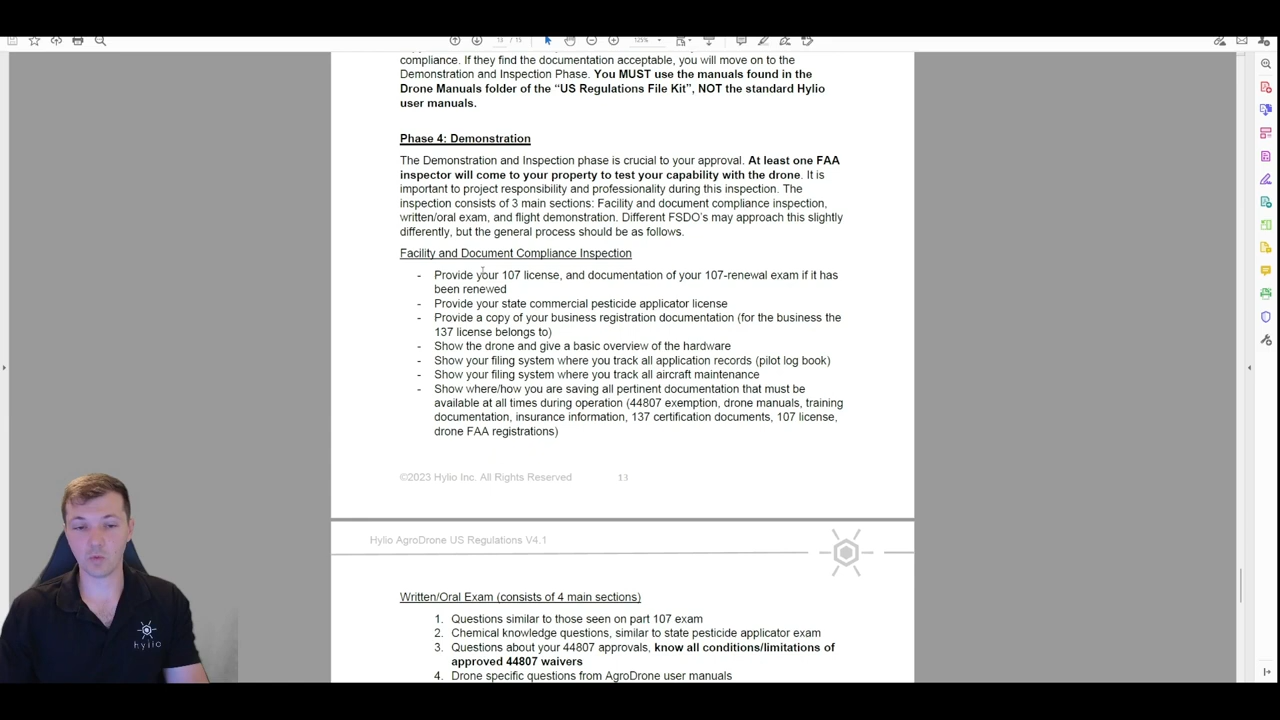 13 / 15
125%
compliance. If they find the documentation acceptable, you will move on to the
Demonstration and Inspection Phase. You MUST use the manuals found in the
Drone Manuals folder of the “US Regulations File Kit”, NOT the standard Hylio
user manuals.
Phase 4: Demonstration
The Demonstration and Inspection phase is crucial to your approval. At least one FAA
inspector will come to your property to test your capability with the drone. It is
important to project responsibility and professionality during this inspection. The
inspection consists of 3 main sections: Facility and document compliance inspection,
written/oral exam, and flight demonstration. Different FSDO’s may approach this slightly
differently, but the general process should be as follows.
Facility and Document Compliance Inspection
- Provide your 107 license, and documentation of your 107-renewal exam if it has
been renewed
- Provide your state commercial pesticide applicator license
- Provide a copy of your business registration documentation (for the business the
137 license belongs to)
- Show the drone and give a basic overview of the hardware
- Show your filing system where you track all application records (pilot log book)
- Show your filing system where you track all aircraft maintenance
- Show where/how you are saving all pertinent documentation that must be
available at all times during operation (44807 exemption, drone manuals, training
documentation, insurance information, 137 certification documents, 107 license,
drone FAA registrations)
©2023 Hylio Inc. All Rights Reserved 13
Hylio AgroDrone US Regulations V4.1
Written/Oral Exam (consists of 4 main sections)
1. Questions similar to those seen on part 107 exam
2. Chemical knowledge questions, similar to state pesticide applicator exam
3. Questions about your 44807 approvals, know all conditions/limitations of
approved 44807 waivers
4. Drone specific questions from AgroDrone user manuals
hylio